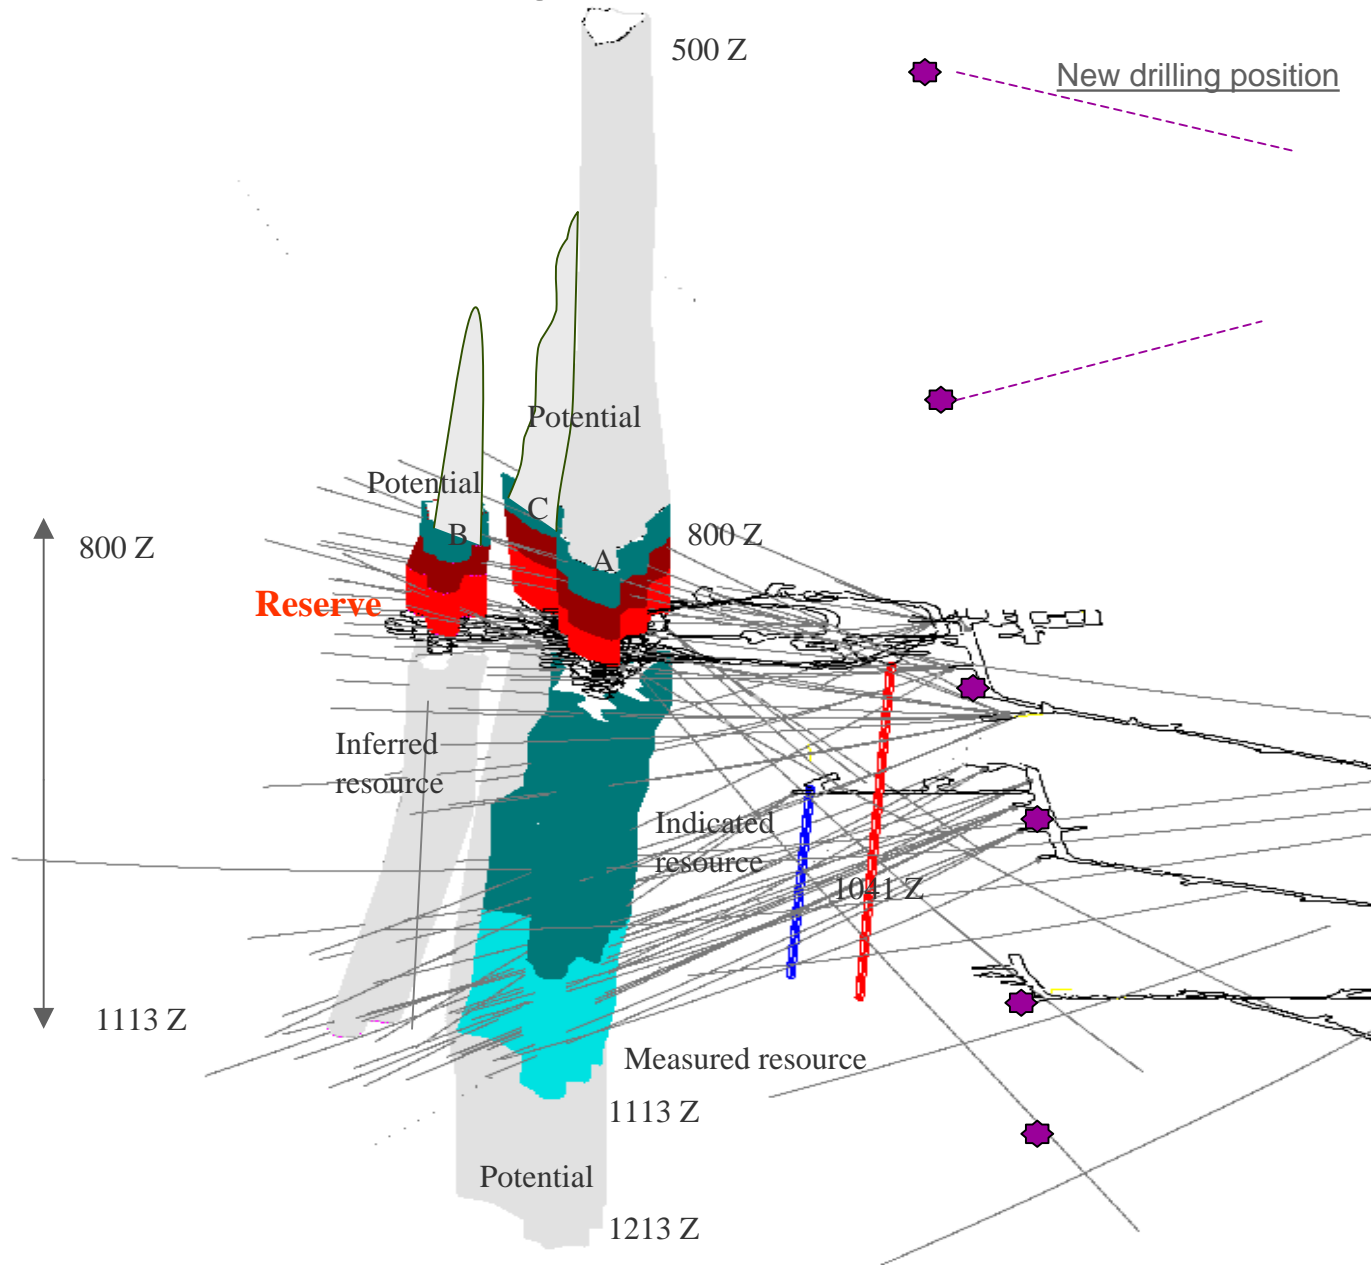 500 Z
New drilling position
Potential
Potential
C
B
800 Z
800 Z
A
Reserve
Inferred
resource
Indicated
resource
1041 Z
1113 Z
Measured resource
1113 Z
Potential
1213 Z